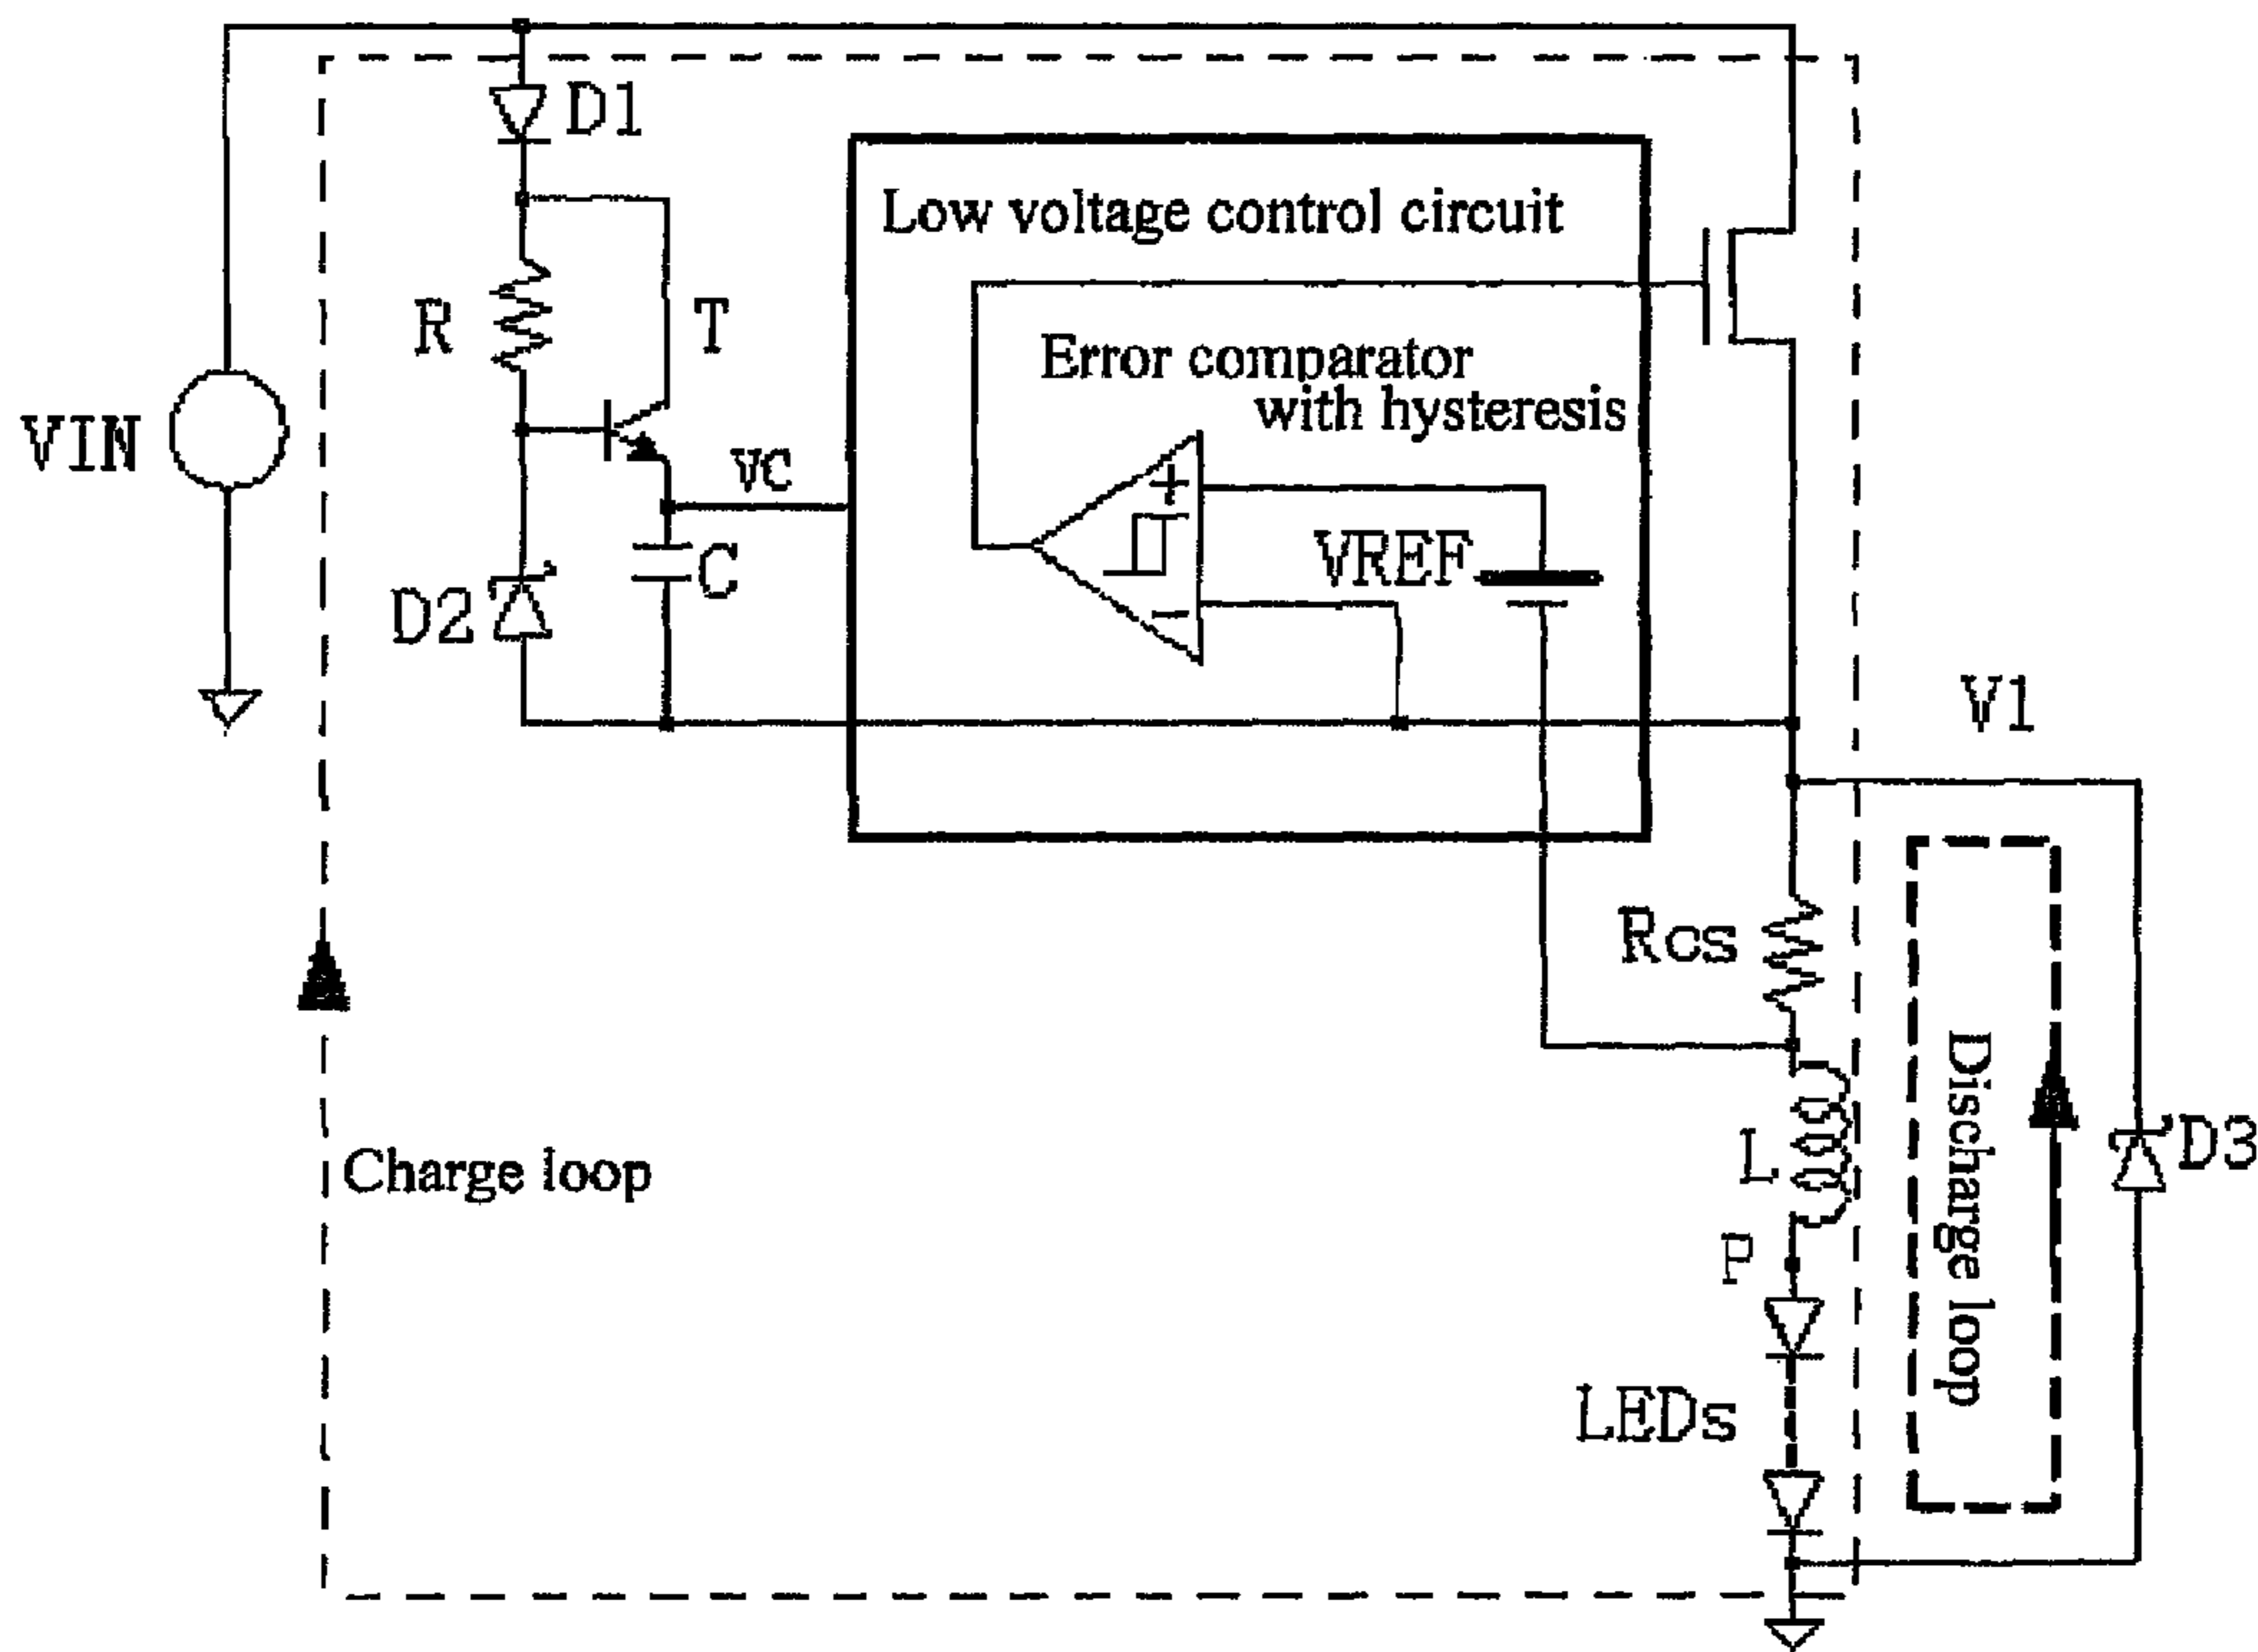 D1
Low voltage control circuit
R
T
Error comparator
with hysteresis
VIN
VC
+
VREF
C
D2
−
V1
Rcs
Discharge loop
L
D3
Charge loop
P
LEDs